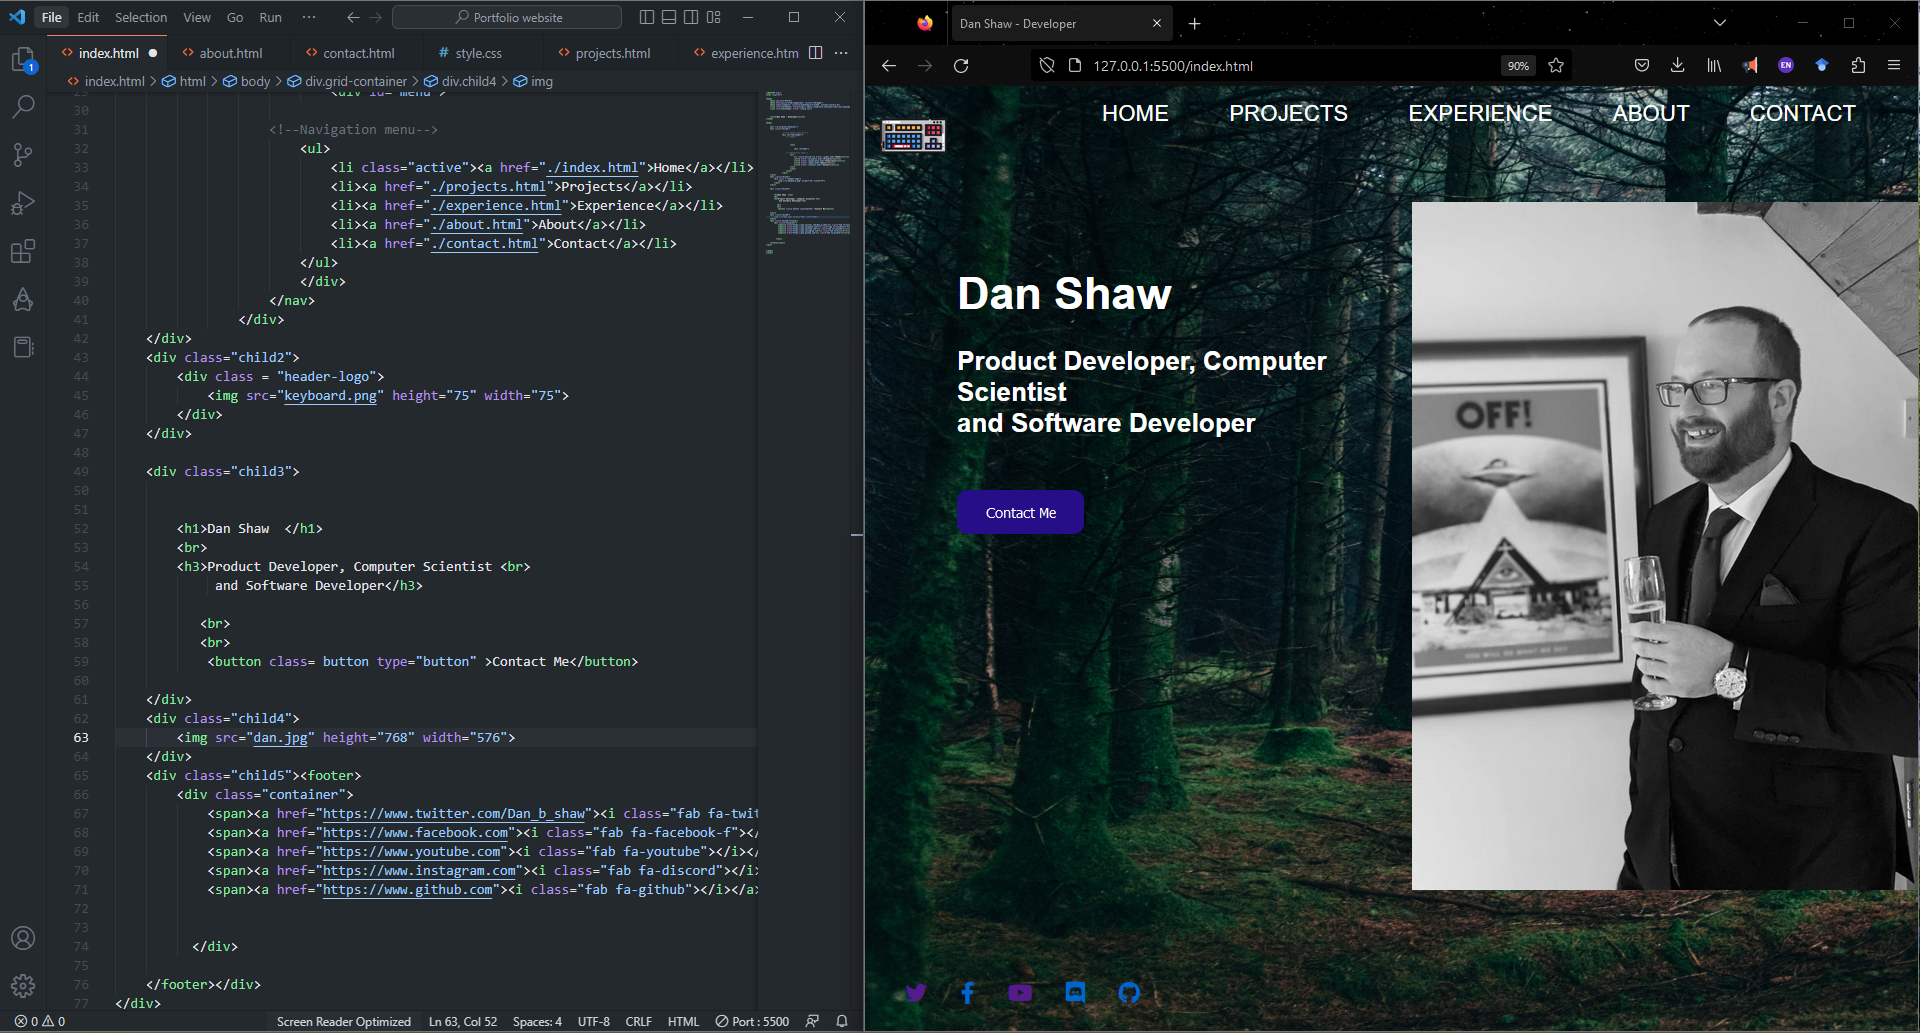 File Edit Selection View Go Run ··· Portfolio website
index.html about.html contact.html style.css projects.html experience.htm
index.html > html > body > div.grid-container > div.child4 > img
29 <div id="menu">
30
31 <!--Navigation menu-->
32 <ul>
33 <li class="active"><a href="./index.html">Home</a></li>
34 <li><a href="./projects.html">Projects</a></li>
35 <li><a href="./experience.html">Experience</a></li>
36 <li><a href="./about.html">About</a></li>
37 <li><a href="./contact.html">Contact</a></li>
38 </ul>
39 </div>
40 </nav>
41 </div>
42 </div>
43 <div class="child2">
44 <div class = "header-logo">
45 <img src="keyboard.png" height="75" width="75">
46 </div>
47 </div>
48
49 <div class="child3">
50
51
52 <h1>Dan Shaw  </h1>
53 <br>
54 <h3>Product Developer, Computer Scientist <br>
55 and Software Developer</h3>
56
57 <br>
58 <br>
59 <button class= button type="button" >Contact Me</button>
60
61 </div>
62 <div class="child4">
63 <img src="dan.jpg" height="768" width="576">
64 </div>
65 <div class="child5"><footer>
66 <div class="container">
67 <span><a href="https://www.twitter.com/Dan_b_shaw"><i class="fab fa-twit
68 <span><a href="https://www.facebook.com"><i class="fab fa-facebook-f"></
69 <span><a href="https://www.youtube.com"><i class="fab fa-youtube"></i></
70 <span><a href="https://www.instagram.com"><i class="fab fa-discord"></i>
71 <span><a href="https://www.github.com"><i class="fab fa-github"></i></a>
72
73
74 </div>
75
76 </footer></div>
77 </div>
1
0 0 Screen Reader Optimized Ln 63, Col 52 Spaces: 4 UTF-8 CRLF HTML Port : 5500
Dan Shaw - Developer
127.0.0.1:5500/index.html 90% EN
HOME PROJECTS EXPERIENCE ABOUT CONTACT
Dan Shaw
Product Developer, Computer
Scientist
and Software Developer
Contact Me
OFF!
YOU WILL DO WHAT WE SAY